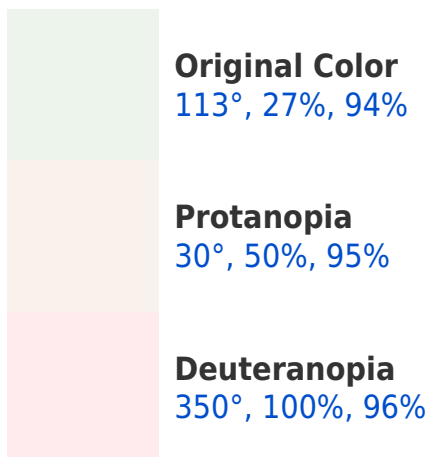 Original Color
113°, 27%, 94%
Protanopia
30°, 50%, 95%
Deuteranopia
350°, 100%, 96%